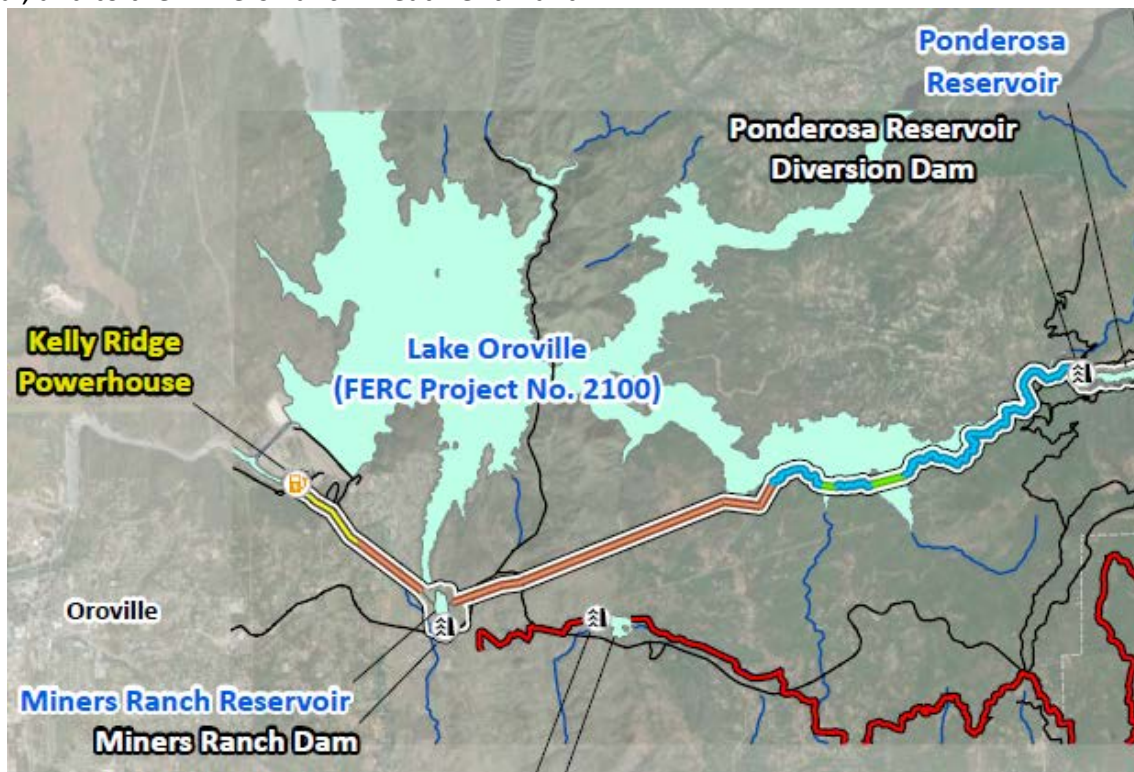 Ponderosa
Reservoir
Ponderosa Reservoir
Diversion Dam
Kelly Ridge
Powerhouse
Lake Oroville
(FERC Project No. 2100)
Oroville
Miners Ranch Reservoir
Miners Ranch Dam